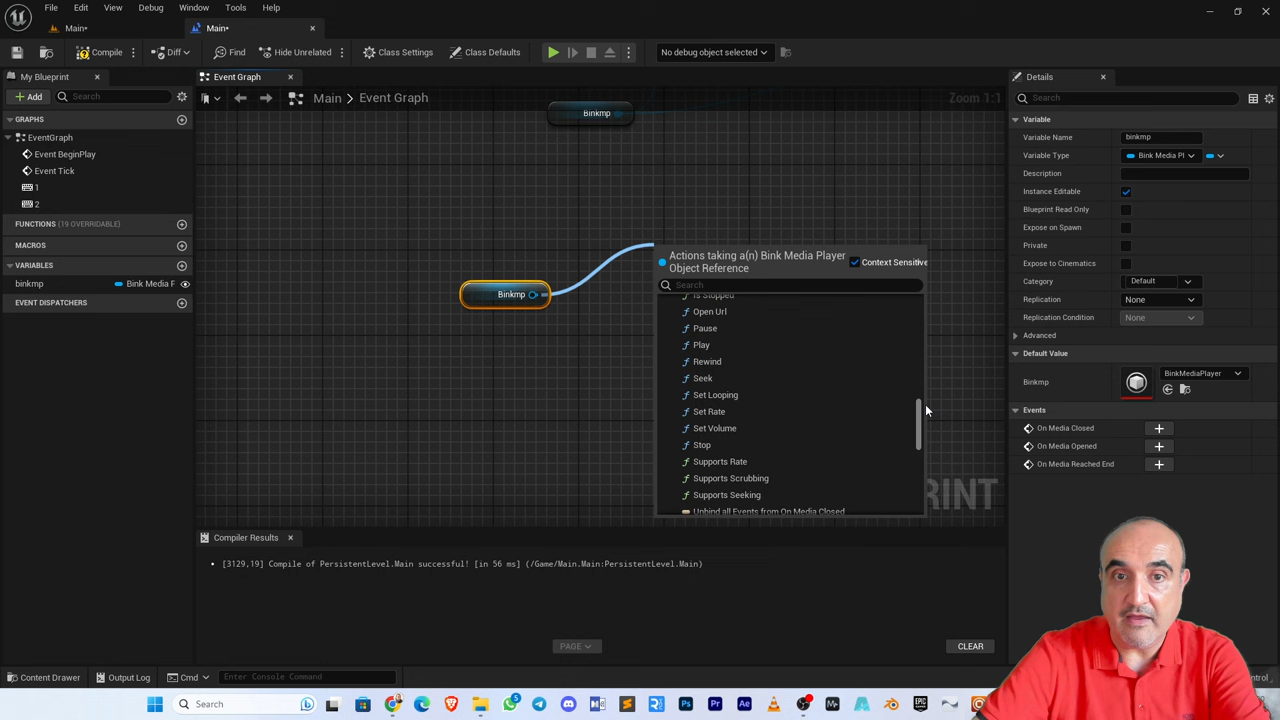 File Edit Asset View Debug Window Tools Help
Main* Main*
Compile Diff Find Hide Unrelated Class Settings Class Defaults No debug object selected
My Blueprint Event Graph Details
Add Search Main > Event Graph Zoom 1:1 Search
GRAPHS
EventGraph
Event BeginPlay
Event Tick
1
2
FUNCTIONS (19 OVERRIDABLE)
MACROS
VARIABLES
binkmp Bink Media F
EVENT DISPATCHERS
Binkmp
Binkmp
Actions taking a(n) Bink Media Player
Object Reference
Context Sensitive
Search
Is Stopped
Open Url
Pause
Play
Rewind
Seek
Set Looping
Set Rate
Set Volume
Stop
Supports Rate
Supports Scrubbing
Supports Seeking
Unbind all Events from On Media Closed
RINT
Variable
Variable Name binkmp
Variable Type Bink Media Pl
Description
Instance Editable
Blueprint Read Only
Expose on Spawn
Private
Expose to Cinematics
Category Default
Replication None
Replication Condition None
Advanced
Default Value
Binkmp BinkMediaPlayer
Events
On Media Closed
On Media Opened
On Media Reached End
Compiler Results
[3129,19] Compile of PersistentLevel.Main successful! [in 56 ms] (/Game/Main.Main:PersistentLevel.Main)
PAGE CLEAR
Content Drawer Output Log Cmd Enter Console Command
Search